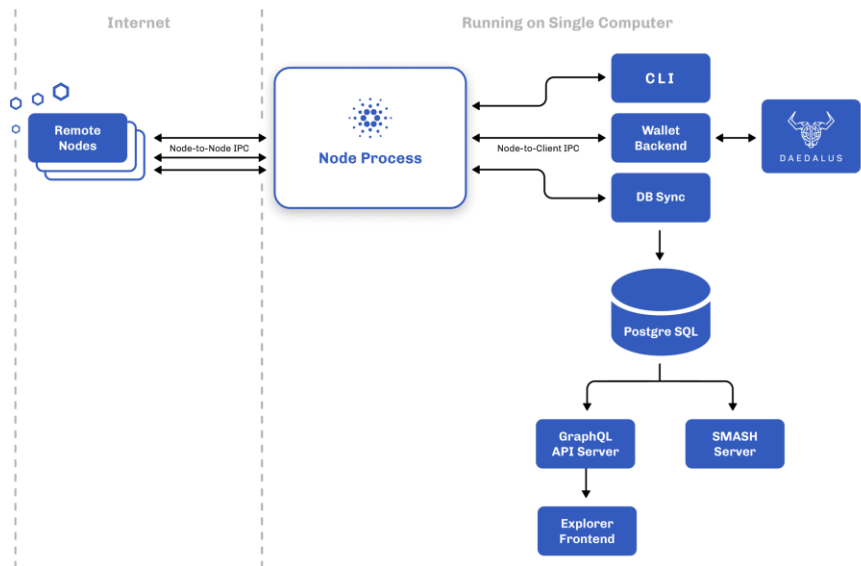 Internet
Running on Single Computer
Remote
Nodes
Node-to-Node IPC
Node Process
Node-to-Client IPC
CLI
Wallet
Backend
DAEDALUS
DB Sync
Postgre SQL
GraphQL
API Server
SMASH
Server
Explorer
Frontend